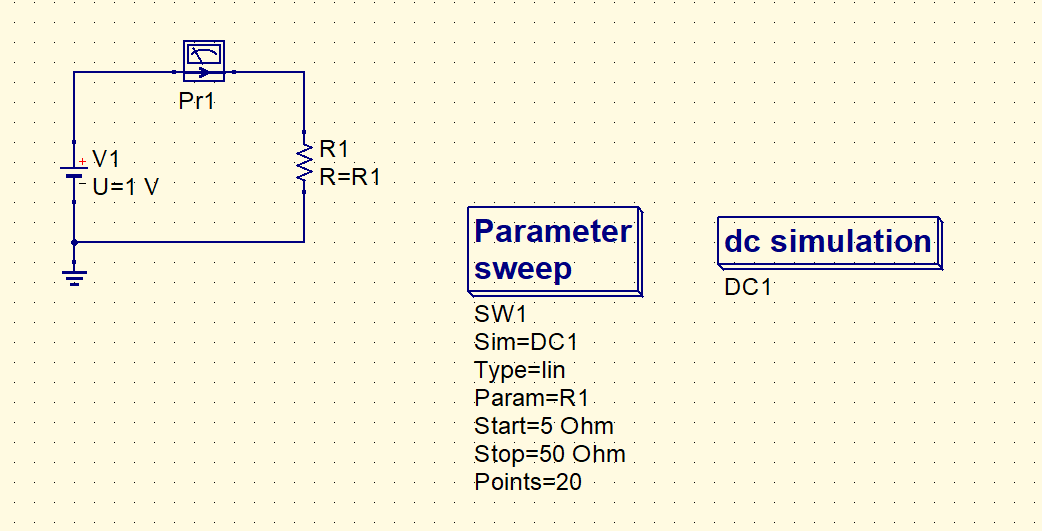 Pr1
V1
U=1 V
R1
R=R1
Parameter
sweep
SW1
Sim=DC1
Type=lin
Param=R1
Start=5 Ohm
Stop=50 Ohm
Points=20
dc simulation
DC1